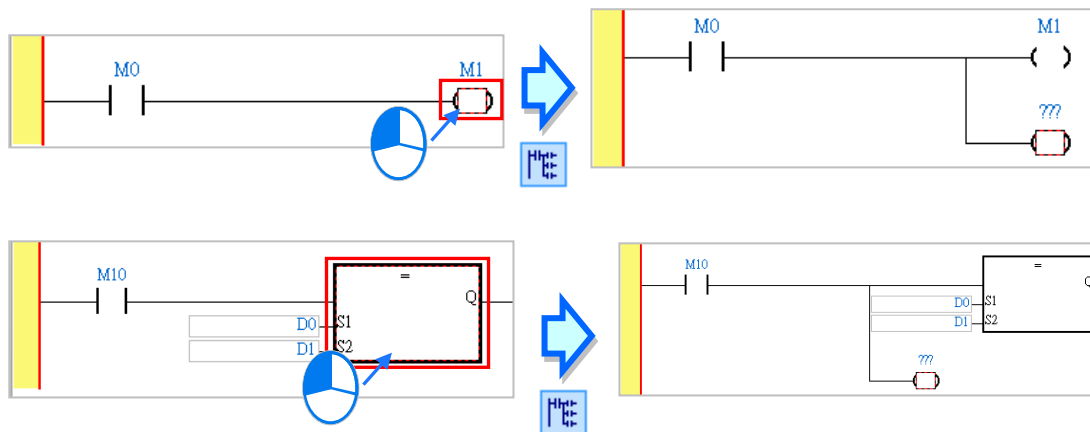 M0
M1
M0
M1
???
M10
=
Q
D0 S1
D1 S2
M10
=
Q
D0 S1
D1 S2
???